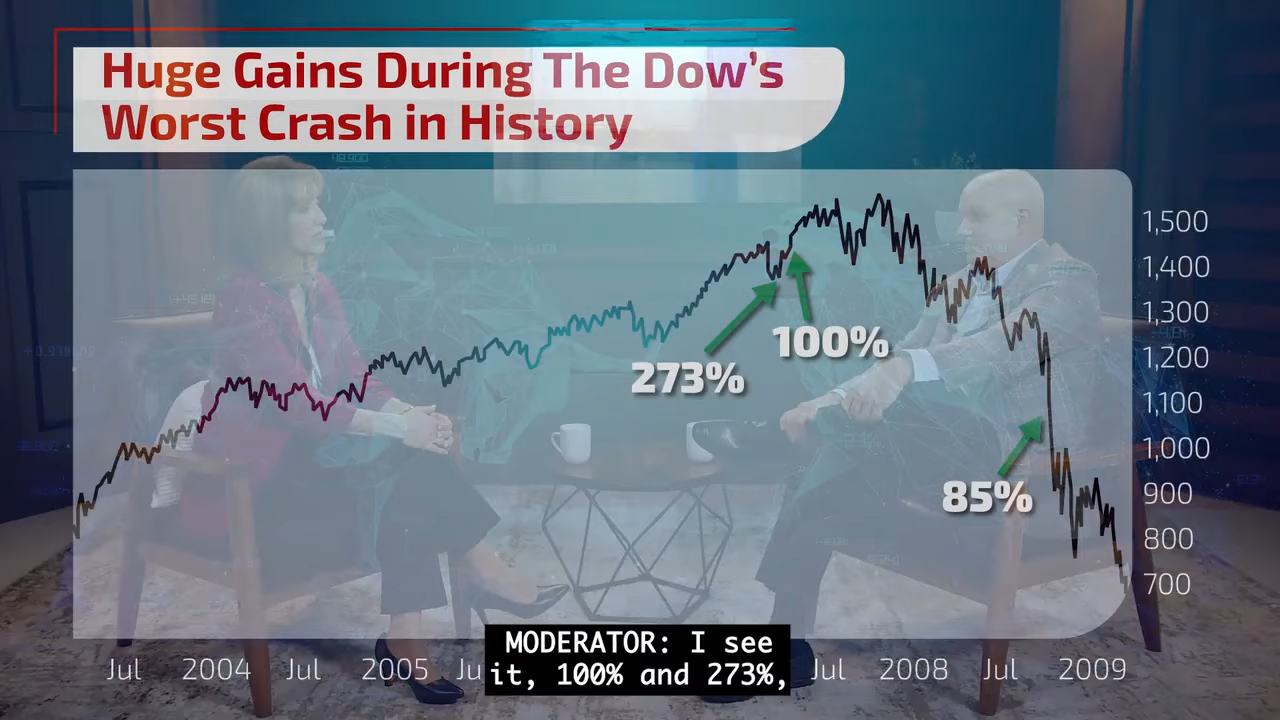 Huge Gains During The Dow's
Worst Crash in History
1,500
1,400
1,300
1,200
1,100
1,000
900
800
700
273%
100%
85%
Jul 2004 Jul 2005 Ju Jul 2008 Jul 2009
MODERATOR: I see
it, 100% and 273%,